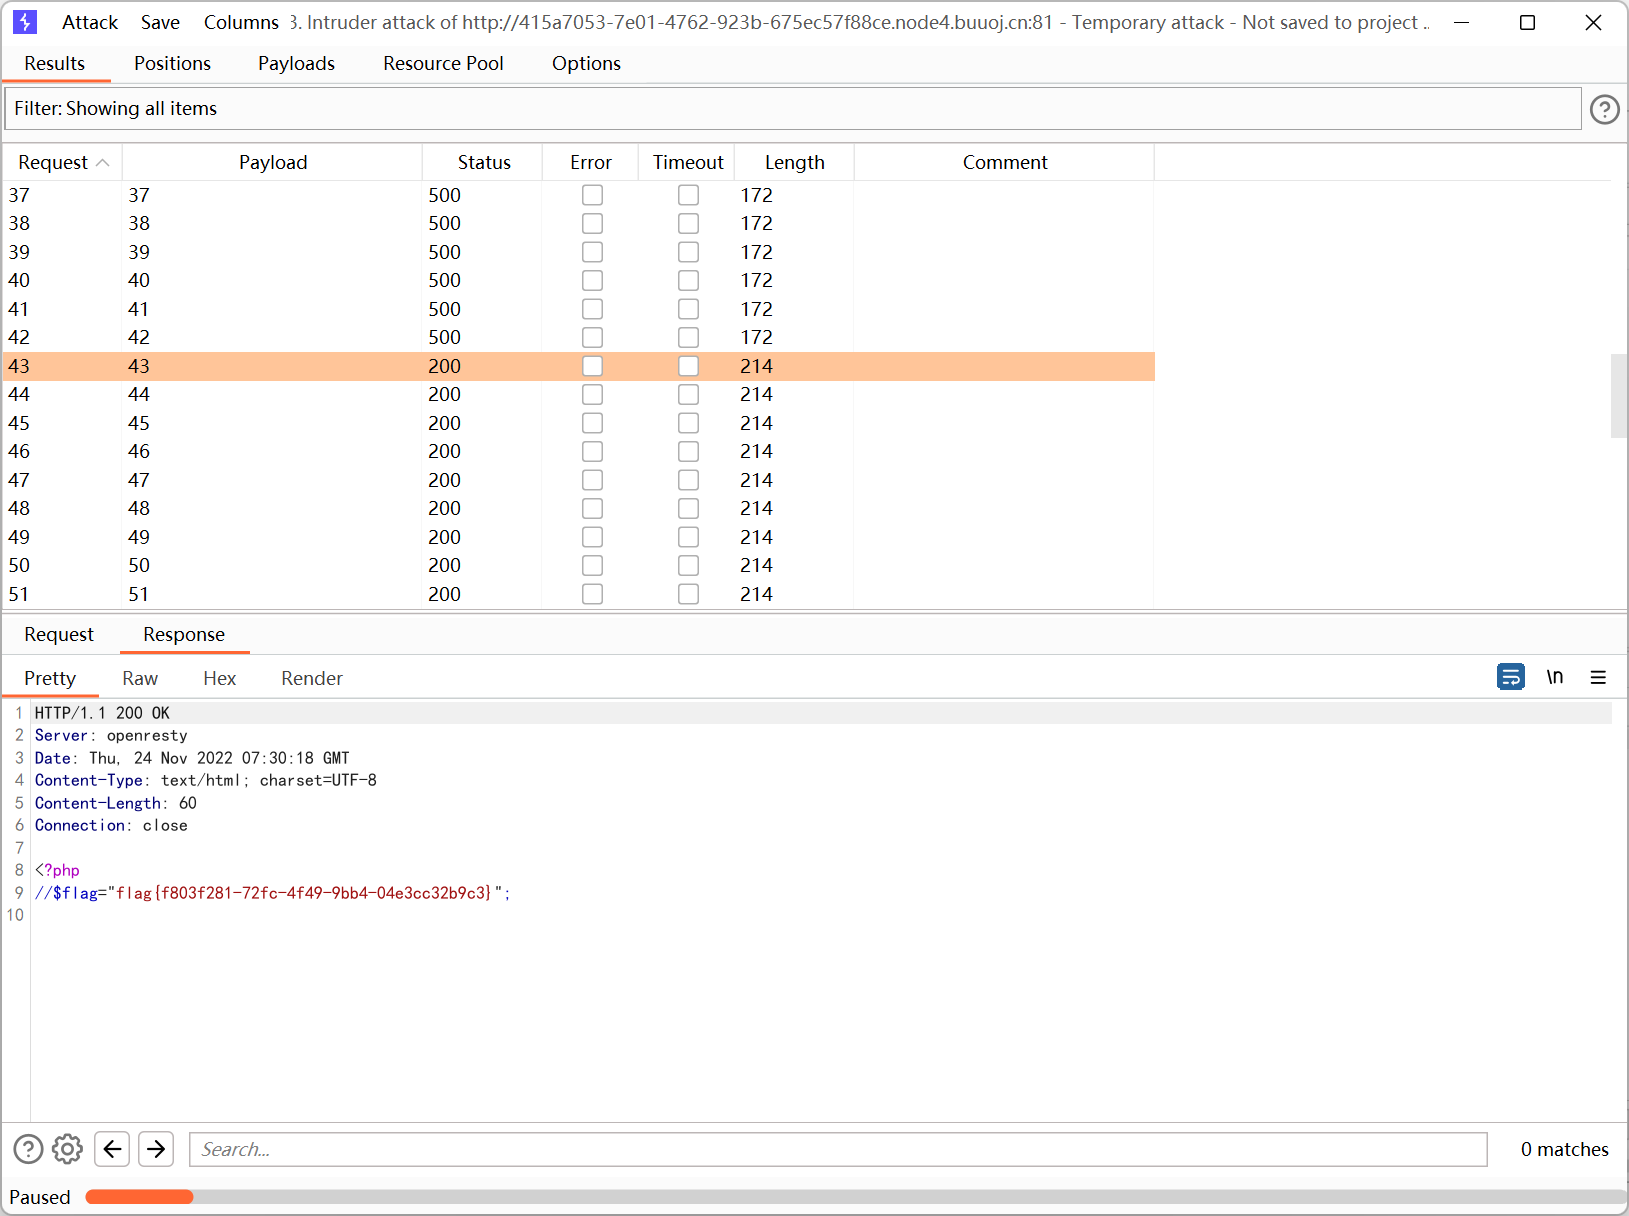 Attack Save Columns 3. Intruder attack of http://415a7053-7e01-4762-923b-675ec57f88ce.node4.buuoj.cn:81 - Temporary attack - Not saved to project ..
Results Positions Payloads Resource Pool Options
Filter: Showing all items
Request Payload Status Error Timeout Length Comment
37 37 500 172
38 38 500 172
39 39 500 172
40 40 500 172
41 41 500 172
42 42 500 172
43 43 200 214
44 44 200 214
45 45 200 214
46 46 200 214
47 47 200 214
48 48 200 214
49 49 200 214
50 50 200 214
51 51 200 214
Request Response
Pretty Raw Hex Render \n
1 HTTP/1.1 200 OK
2 Server: openresty
3 Date: Thu, 24 Nov 2022 07:30:18 GMT
4 Content-Type: text/html; charset=UTF-8
5 Content-Length: 60
6 Connection: close
7
8 <?php
9 //$flag="flag{f803f281-72fc-4f49-9bb4-04e3cc32b9c3}";
10
Search... 0 matches
Paused